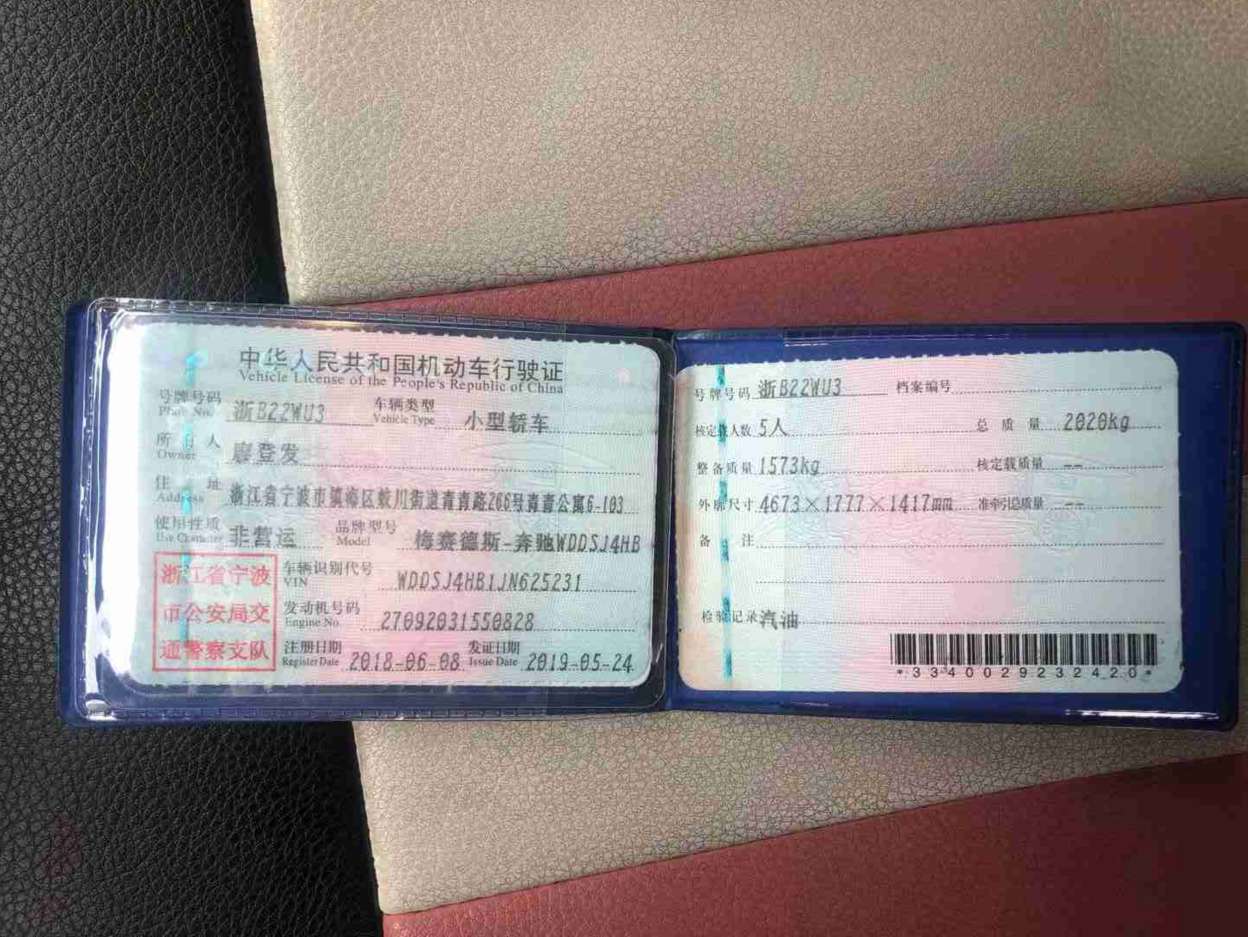 中华人民共和国机动车行驶证
Vehicle License of the People's Republic of China
号牌号码 浙B22WU3 车辆类型 小型轿车
Plate No. Vehicle Type
所有人 廖登发
Owner
住址 浙江省宁波市镇海区蛟川街道青青路266号青青公寓6-103
Address
使用性质 非营运 品牌型号 梅赛德斯-奔驰WDDSJ4HB
Use Character Model
浙江省宁波
市公安局交
通警察支队
车辆识别代号 WDDSJ4HB1JN625231
VIN
发动机号码 27092031550828
Engine No.
注册日期 2018-06-08 发证日期 2019-05-24
Register Date Issue Date
号牌号码 浙B22WU3 档案编号
核定载人数 5人 总质量 2020kg
整备质量 1573kg 核定载质量 --
外廓尺寸 4673×1777×1417mm 准牵引总质量 --
备注
检验记录 汽油
*3340029232420*